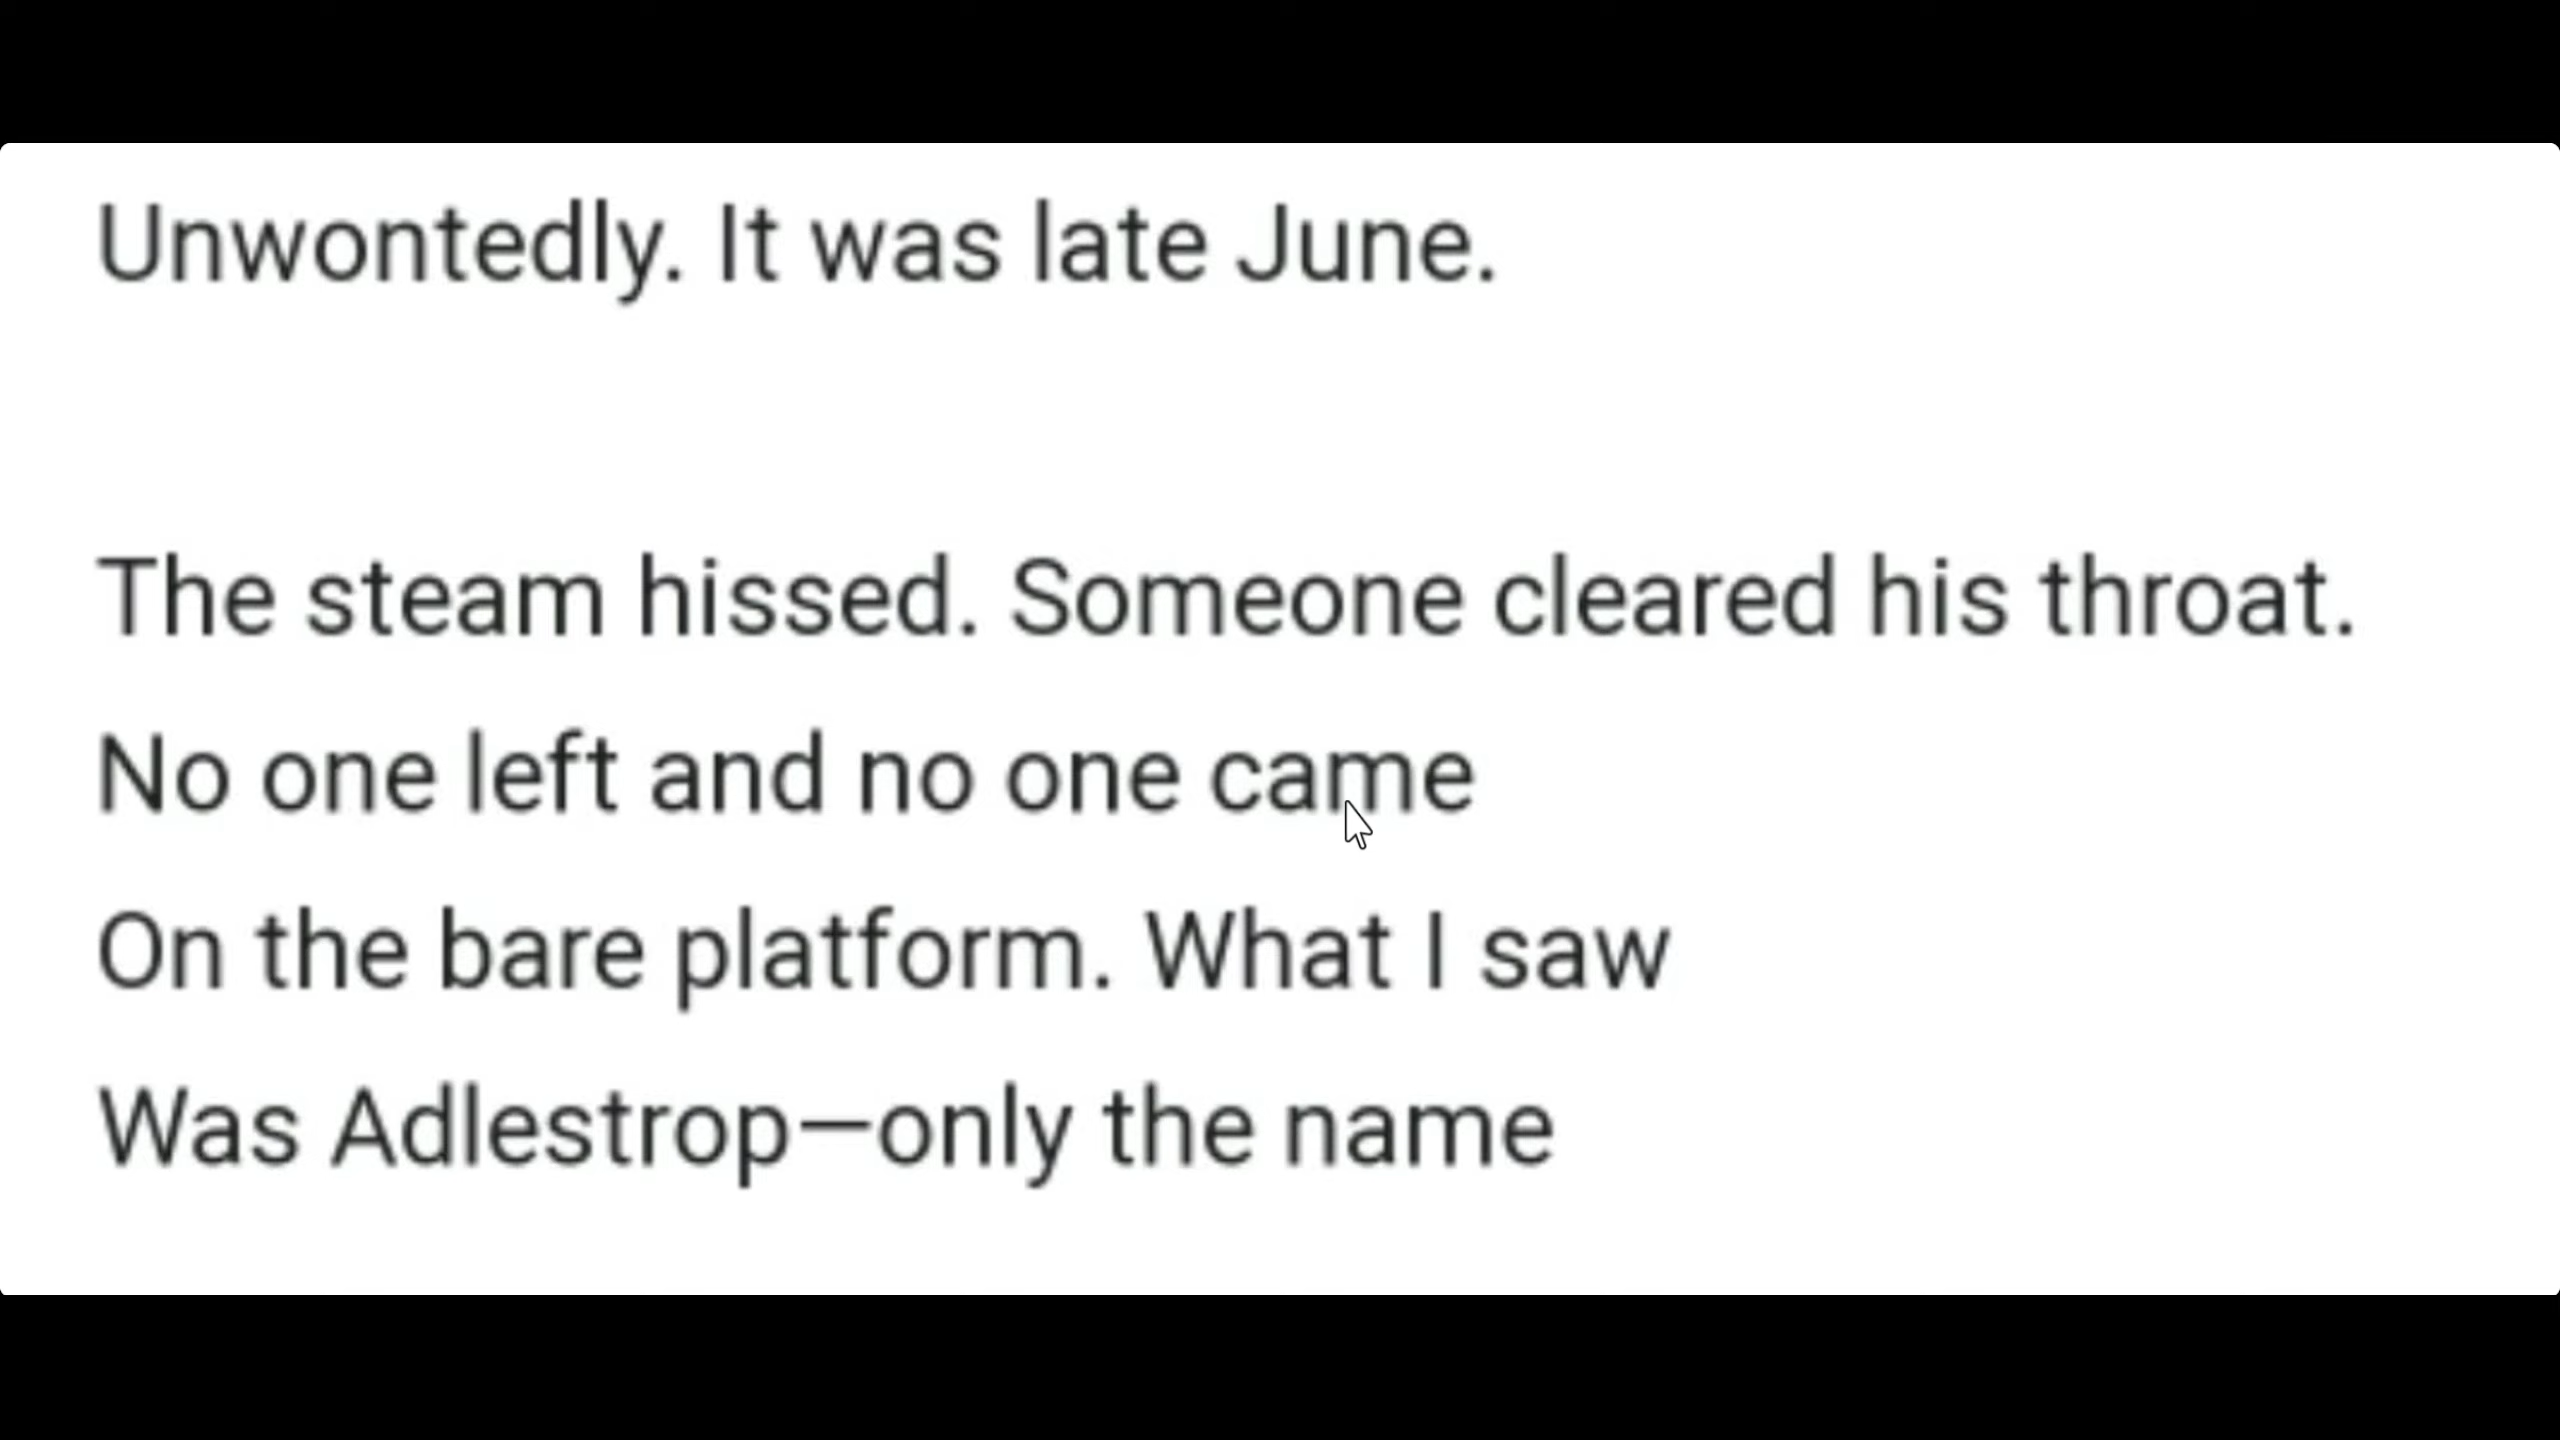 Unwontedly. It was late June.
The steam hissed. Someone cleared his throat.
No one left and no one came
On the bare platform. What I saw
Was Adlestrop—only the name